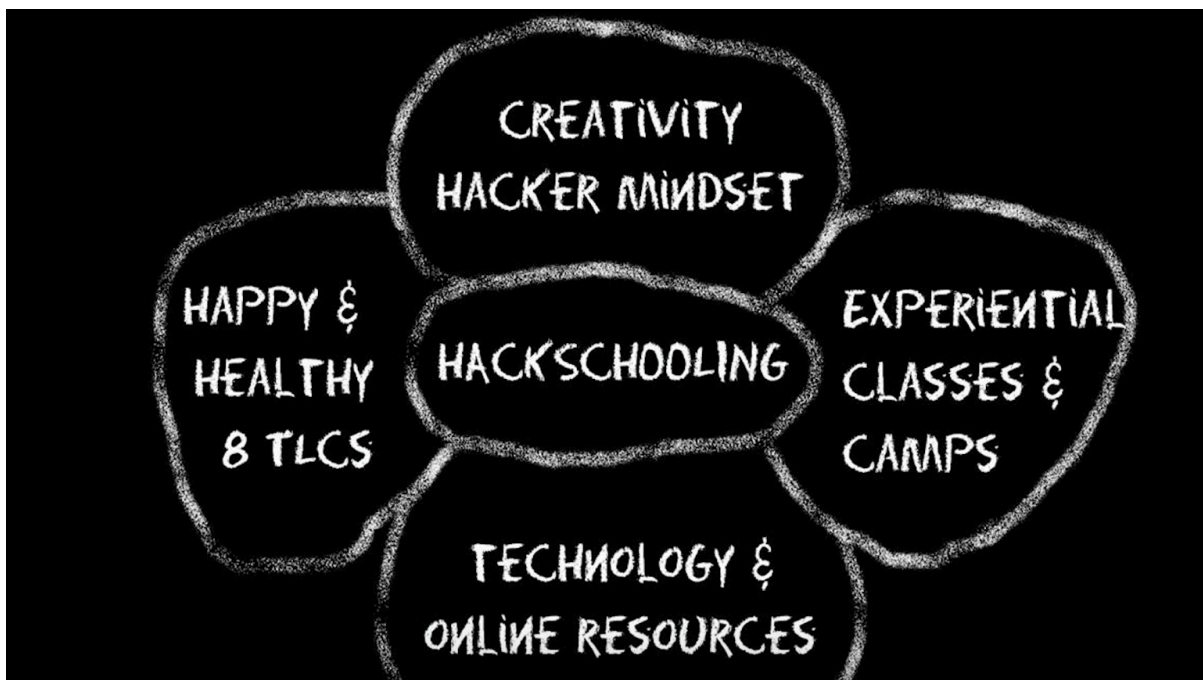 CREATIVITY
HACKER MINDSET
HAPPY &
HEALTHY
8 TLCS
HACKSCHOOLING
EXPERIENTIAL
CLASSES &
CAMPS
TECHNOLOGY &
ONLINE RESOURCES